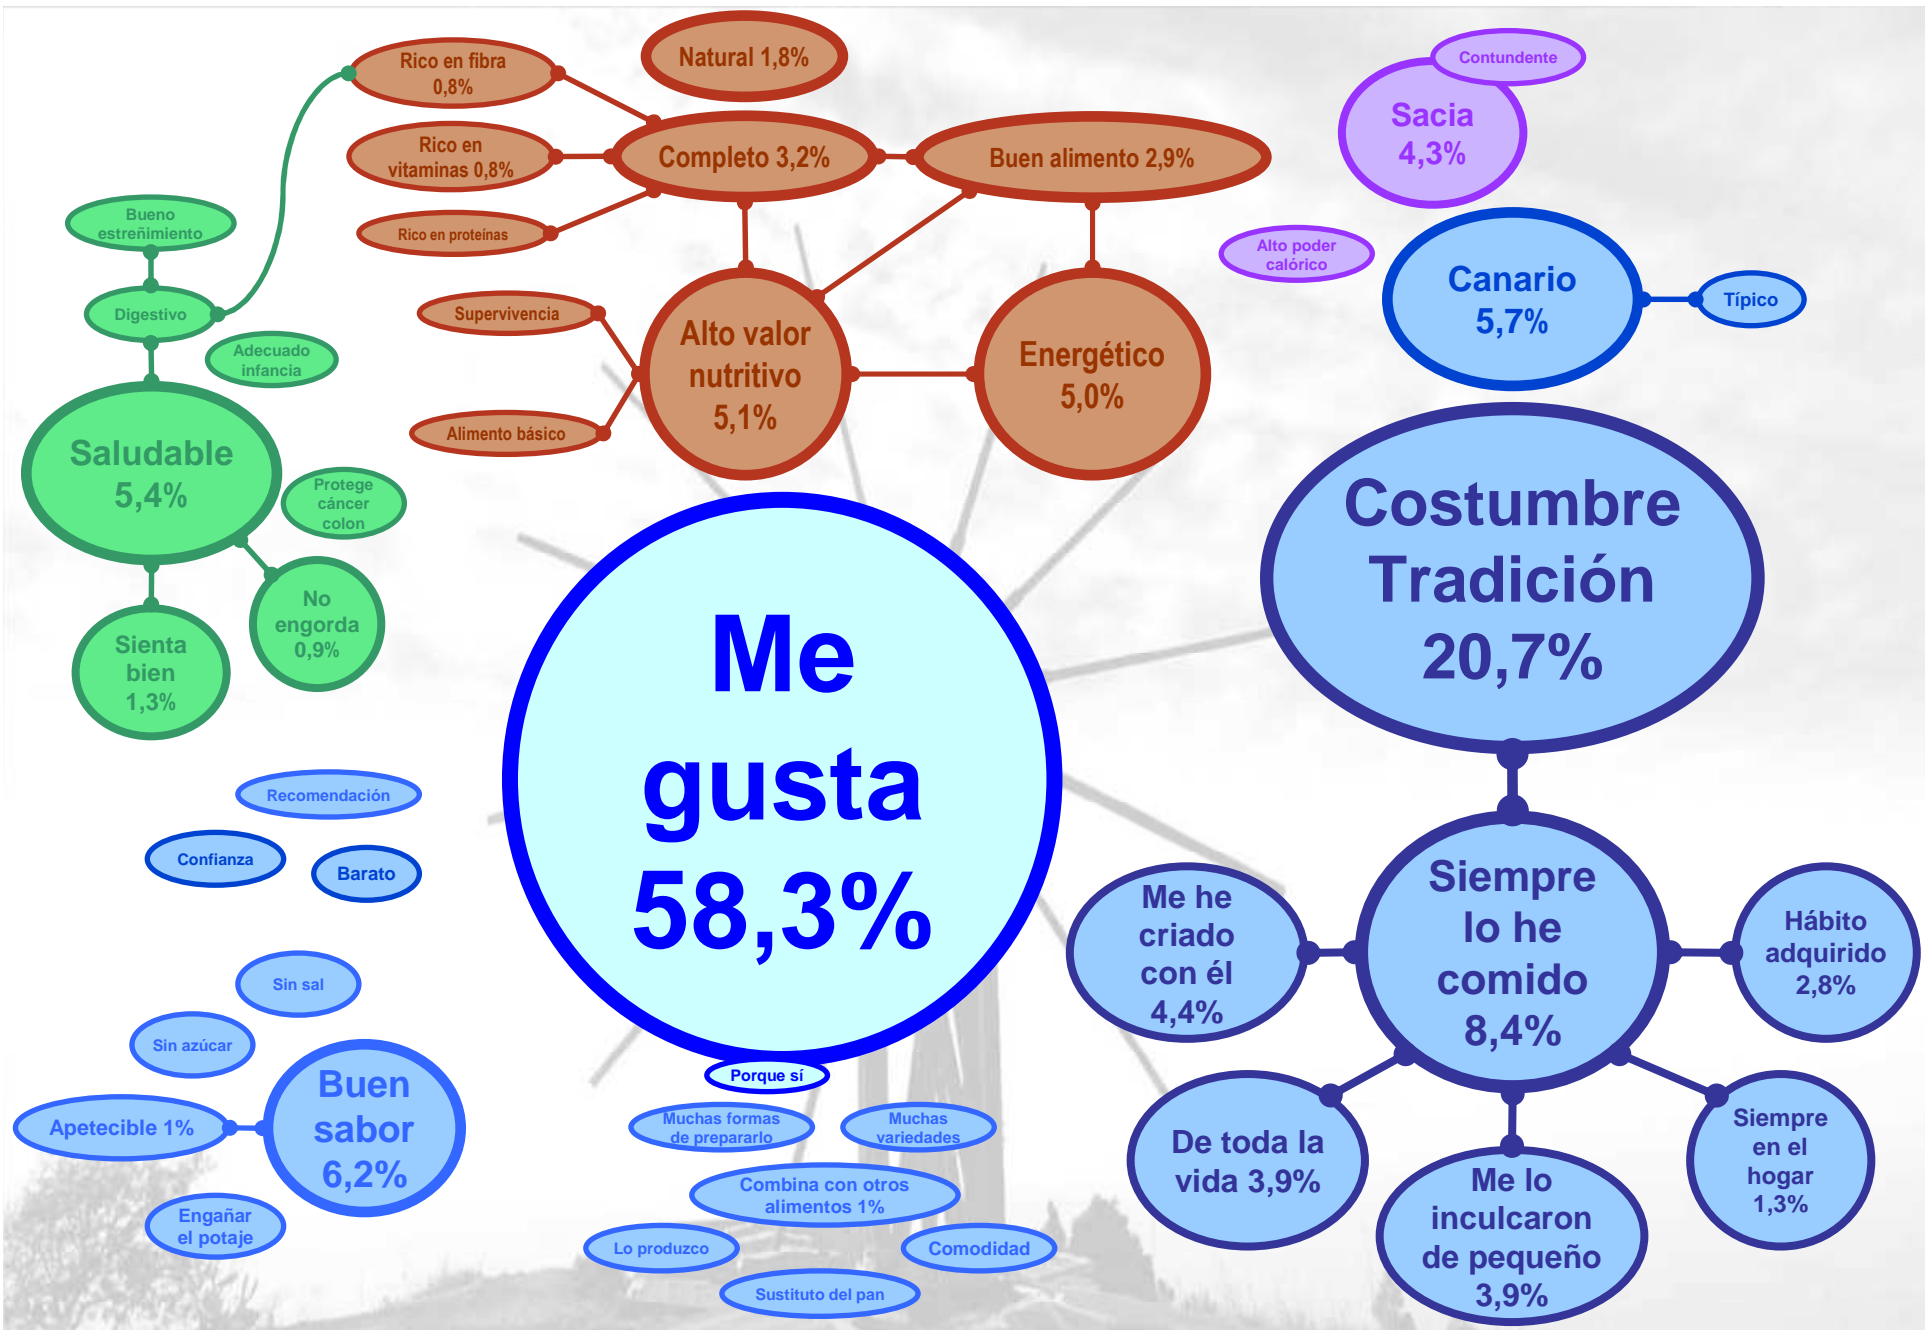 Rico en fibra
0,8%
Natural 1,8%
Contundente
Sacia
4,3%
Rico en
vitaminas 0,8%
Completo 3,2%
Buen alimento 2,9%
Rico en proteínas
Bueno
estreñimiento
Digestivo
Adecuado
infancia
Supervivencia
Alto valor
nutritivo
5,1%
Energético
5,0%
Alimento básico
Alto poder
calórico
Canario
5,7%
Típico
Saludable
5,4%
Protege
cáncer
colon
No
engorda
0,9%
Sienta
bien
1,3%
Costumbre
Tradición
20,7%
Me
gusta
58,3%
Porque sí
Recomendación
Confianza
Barato
Sin sal
Sin azúcar
Buen
sabor
6,2%
Apetecible 1%
Engañar
el potaje
Muchas formas
de prepararlo
Muchas
variedades
Combina con otros
alimentos 1%
Lo produzco
Comodidad
Sustituto del pan
Siempre
lo he
comido
8,4%
Me he
criado
con él
4,4%
Hábito
adquirido
2,8%
De toda la
vida 3,9%
Me lo
inculcaron
de pequeño
3,9%
Siempre
en el
hogar
1,3%